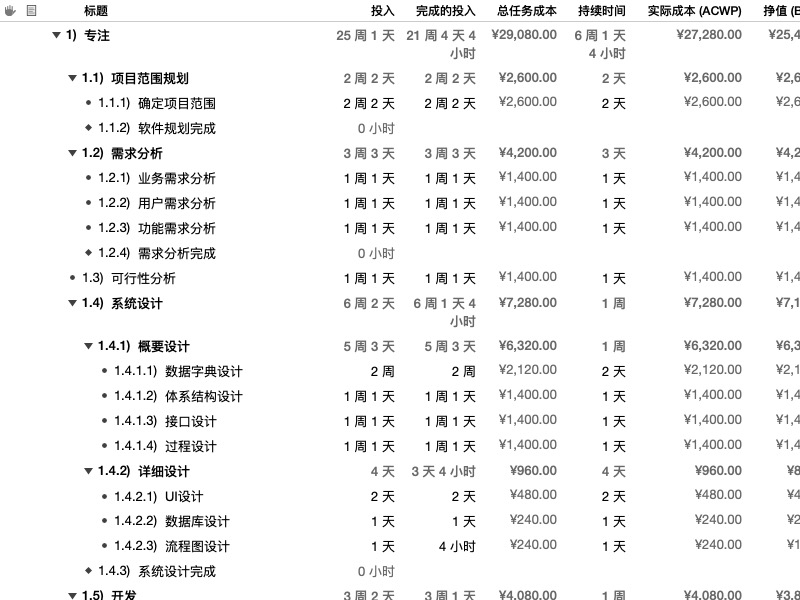 标题 投入 完成的投入 总任务成本 持续时间 实际成本 (ACWP) 挣值 (E
1) 专注 25 周 1 天 21 周 4 天 4 小时 ¥29,080.00 6 周 1 天 4 小时 ¥27,280.00 ¥25,4
1.1) 项目范围规划 2 周 2 天 2 周 2 天 ¥2,600.00 2 天 ¥2,600.00 ¥2,6
1.1.1) 确定项目范围 2 周 2 天 2 周 2 天 ¥2,600.00 2 天 ¥2,600.00 ¥2,6
1.1.2) 软件规划完成 0 小时
1.2) 需求分析 3 周 3 天 3 周 3 天 ¥4,200.00 3 天 ¥4,200.00 ¥4,2
1.2.1) 业务需求分析 1 周 1 天 1 周 1 天 ¥1,400.00 1 天 ¥1,400.00 ¥1,4
1.2.2) 用户需求分析 1 周 1 天 1 周 1 天 ¥1,400.00 1 天 ¥1,400.00 ¥1,4
1.2.3) 功能需求分析 1 周 1 天 1 周 1 天 ¥1,400.00 1 天 ¥1,400.00 ¥1,4
1.2.4) 需求分析完成 0 小时
1.3) 可行性分析 1 周 1 天 1 周 1 天 ¥1,400.00 1 天 ¥1,400.00 ¥1,4
1.4) 系统设计 6 周 2 天 6 周 1 天 4 小时 ¥7,280.00 1 周 ¥7,280.00 ¥7,1
1.4.1) 概要设计 5 周 3 天 5 周 3 天 ¥6,320.00 1 周 ¥6,320.00 ¥6,3
1.4.1.1) 数据字典设计 2 周 2 周 ¥2,120.00 2 天 ¥2,120.00 ¥2,1
1.4.1.2) 体系结构设计 1 周 1 天 1 周 1 天 ¥1,400.00 1 天 ¥1,400.00 ¥1,4
1.4.1.3) 接口设计 1 周 1 天 1 周 1 天 ¥1,400.00 1 天 ¥1,400.00 ¥1,4
1.4.1.4) 过程设计 1 周 1 天 1 周 1 天 ¥1,400.00 1 天 ¥1,400.00 ¥1,4
1.4.2) 详细设计 4 天 3 天 4 小时 ¥960.00 4 天 ¥960.00 ¥8
1.4.2.1) UI设计 2 天 2 天 ¥480.00 2 天 ¥480.00 ¥4
1.4.2.2) 数据库设计 1 天 1 天 ¥240.00 1 天 ¥240.00 ¥2
1.4.2.3) 流程图设计 1 天 4 小时 ¥240.00 1 天 ¥240.00 ¥1
1.4.3) 系统设计完成 0 小时
1.5) 开发 3 周 2 天 3 周 1 天 ¥4,080.00 1 周 ¥4,080.00 ¥3,8